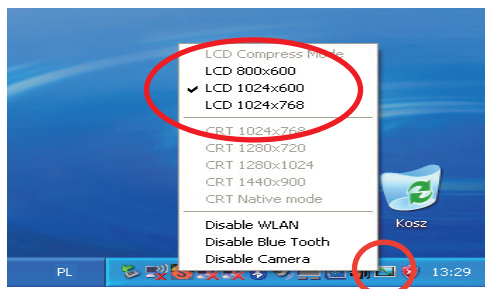 LCD Compress Mode
LCD 800x600
LCD 1024x600
LCD 1024x768
CRT 1024x768
CRT 1280x720
CRT 1280x1024
CRT 1440x900
CRT Native mode
Disable WLAN
Disable Blue Tooth
Disable Camera
Kosz
PL
13:29